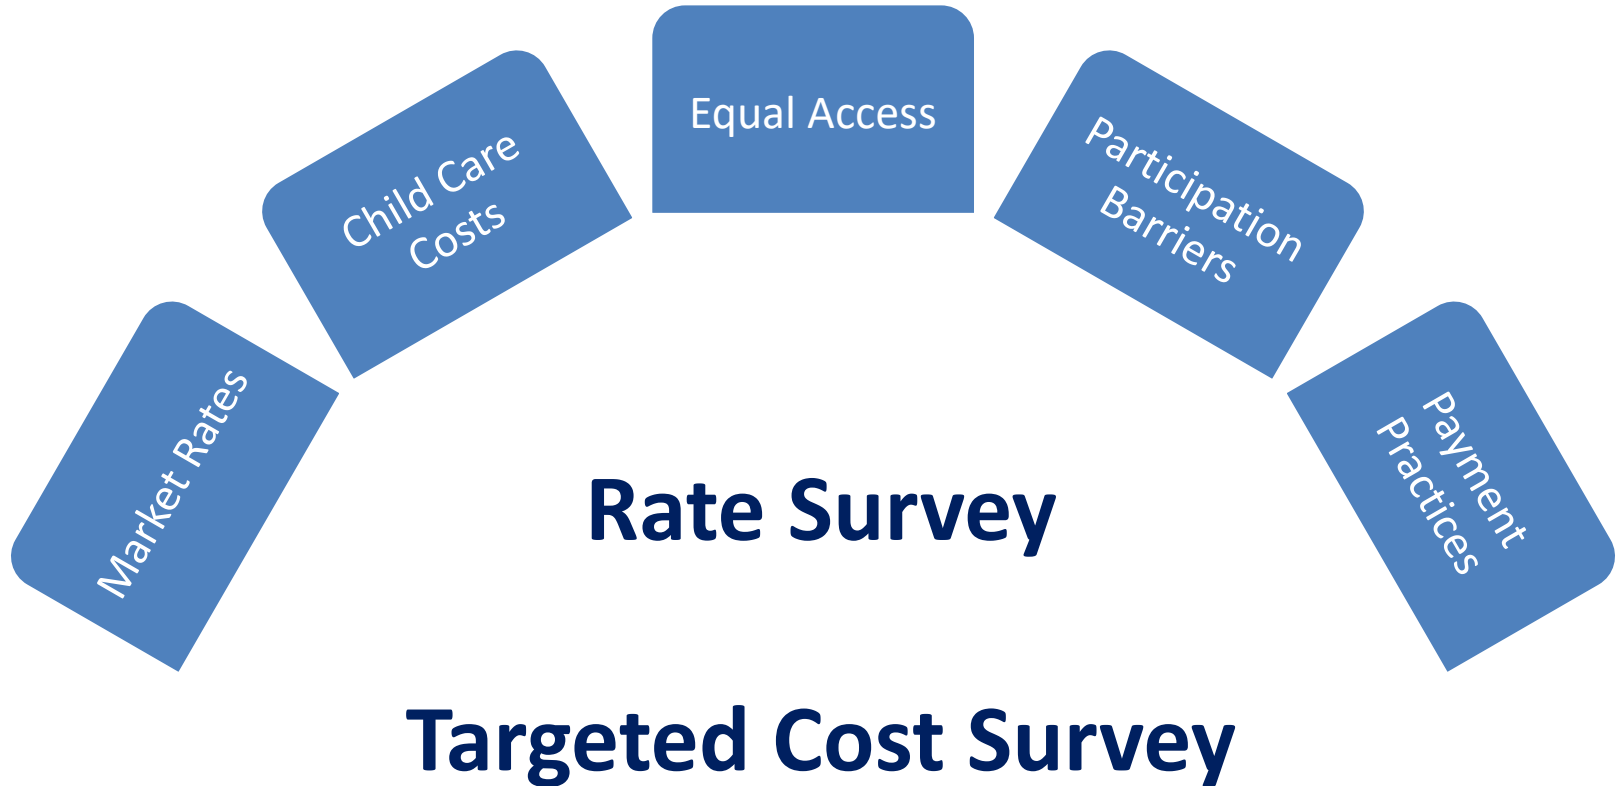 Market Rates
Child Care
Costs
Equal Access
Participation
Barriers
Payment
Practices
Rate Survey
Targeted Cost Survey